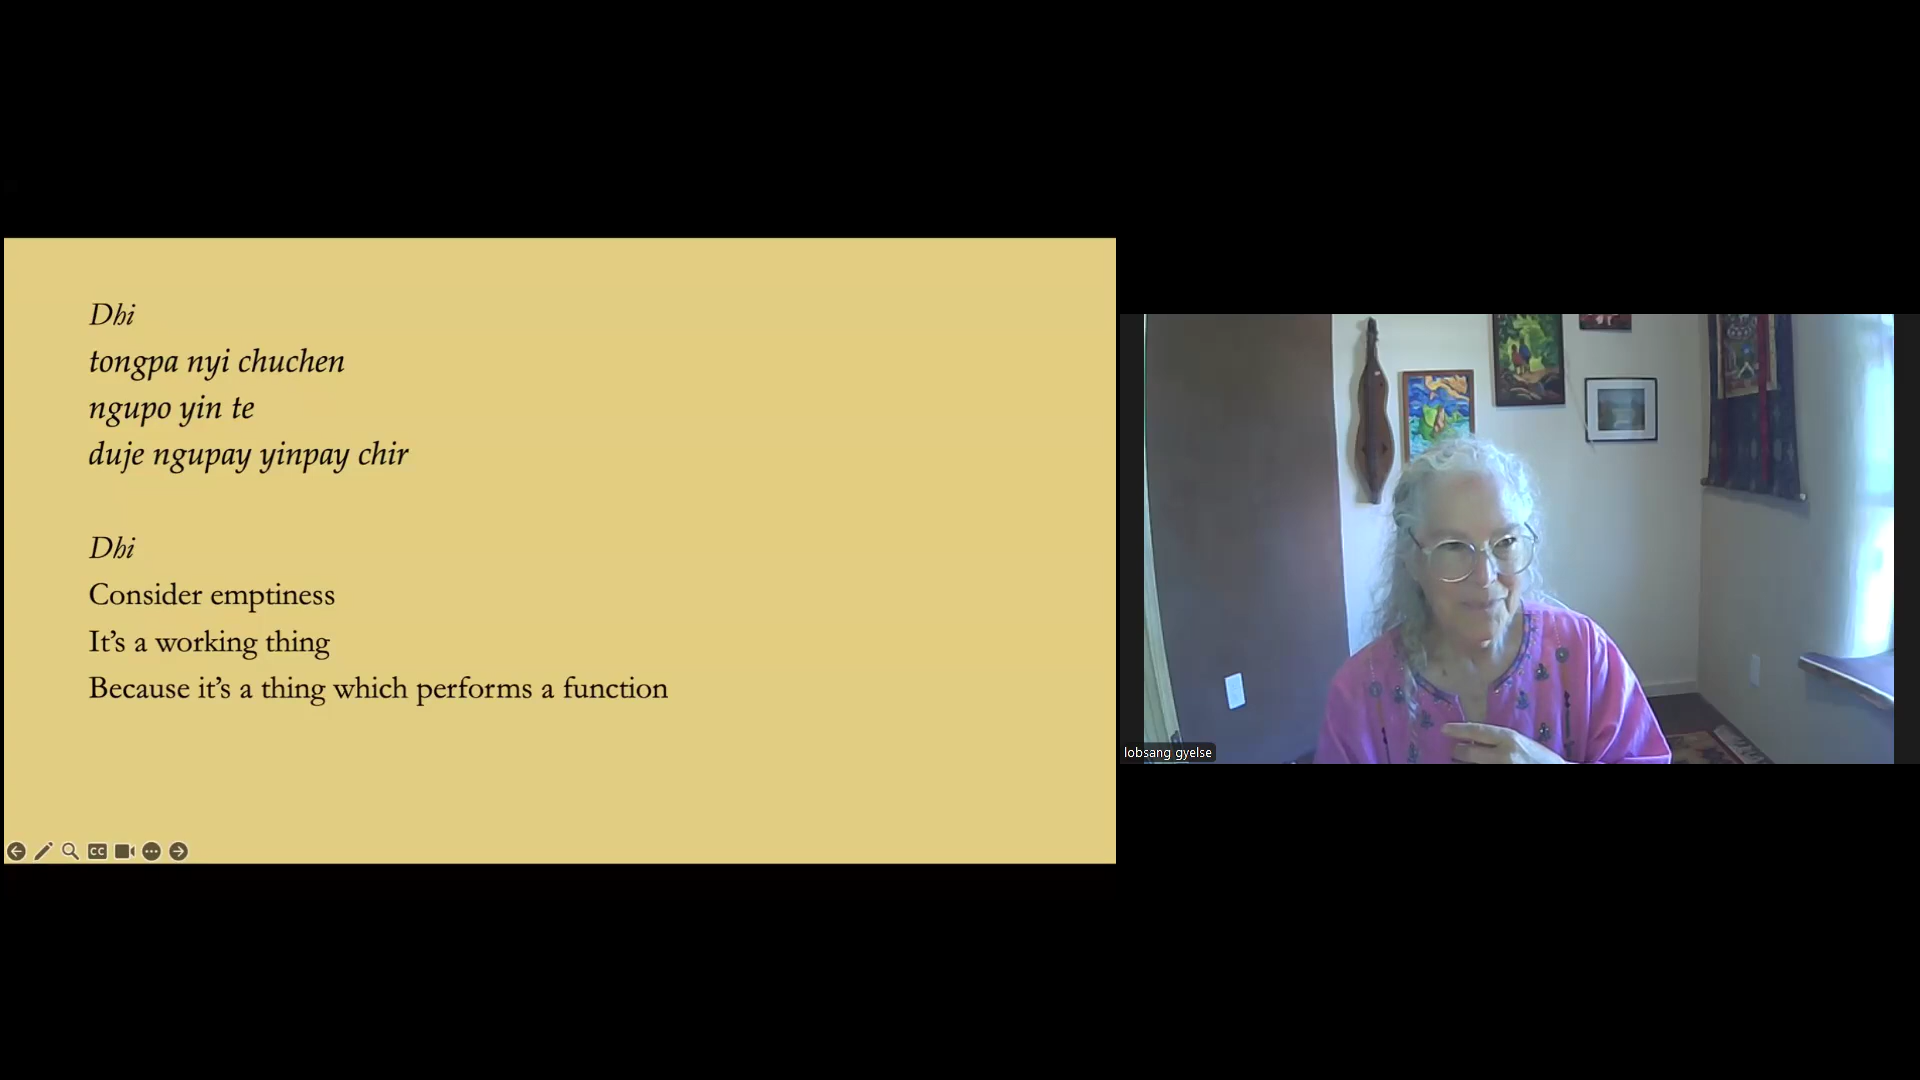 Dhi
tongpa nyi chuchen
ngupo yin te
duje ngupay yinpay chir
Dhi
Consider emptiness
It’s a working thing
Because it’s a thing which performs a function
CC
lobsang gyelse